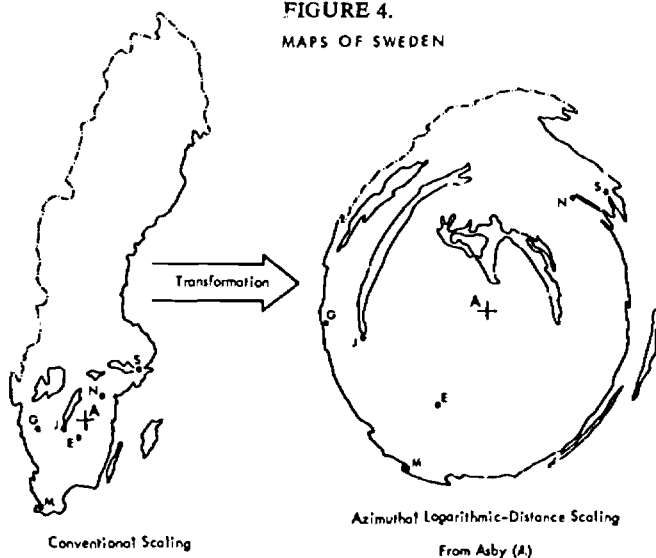 FIGURE 4.
MAPS OF SWEDEN
Transformation
S
N
A
G
J
E
M
S
N
A
G
J
E
M
Conventional Scaling
Azimuthal Logarithmic-Distance Scaling
From Asby (A)